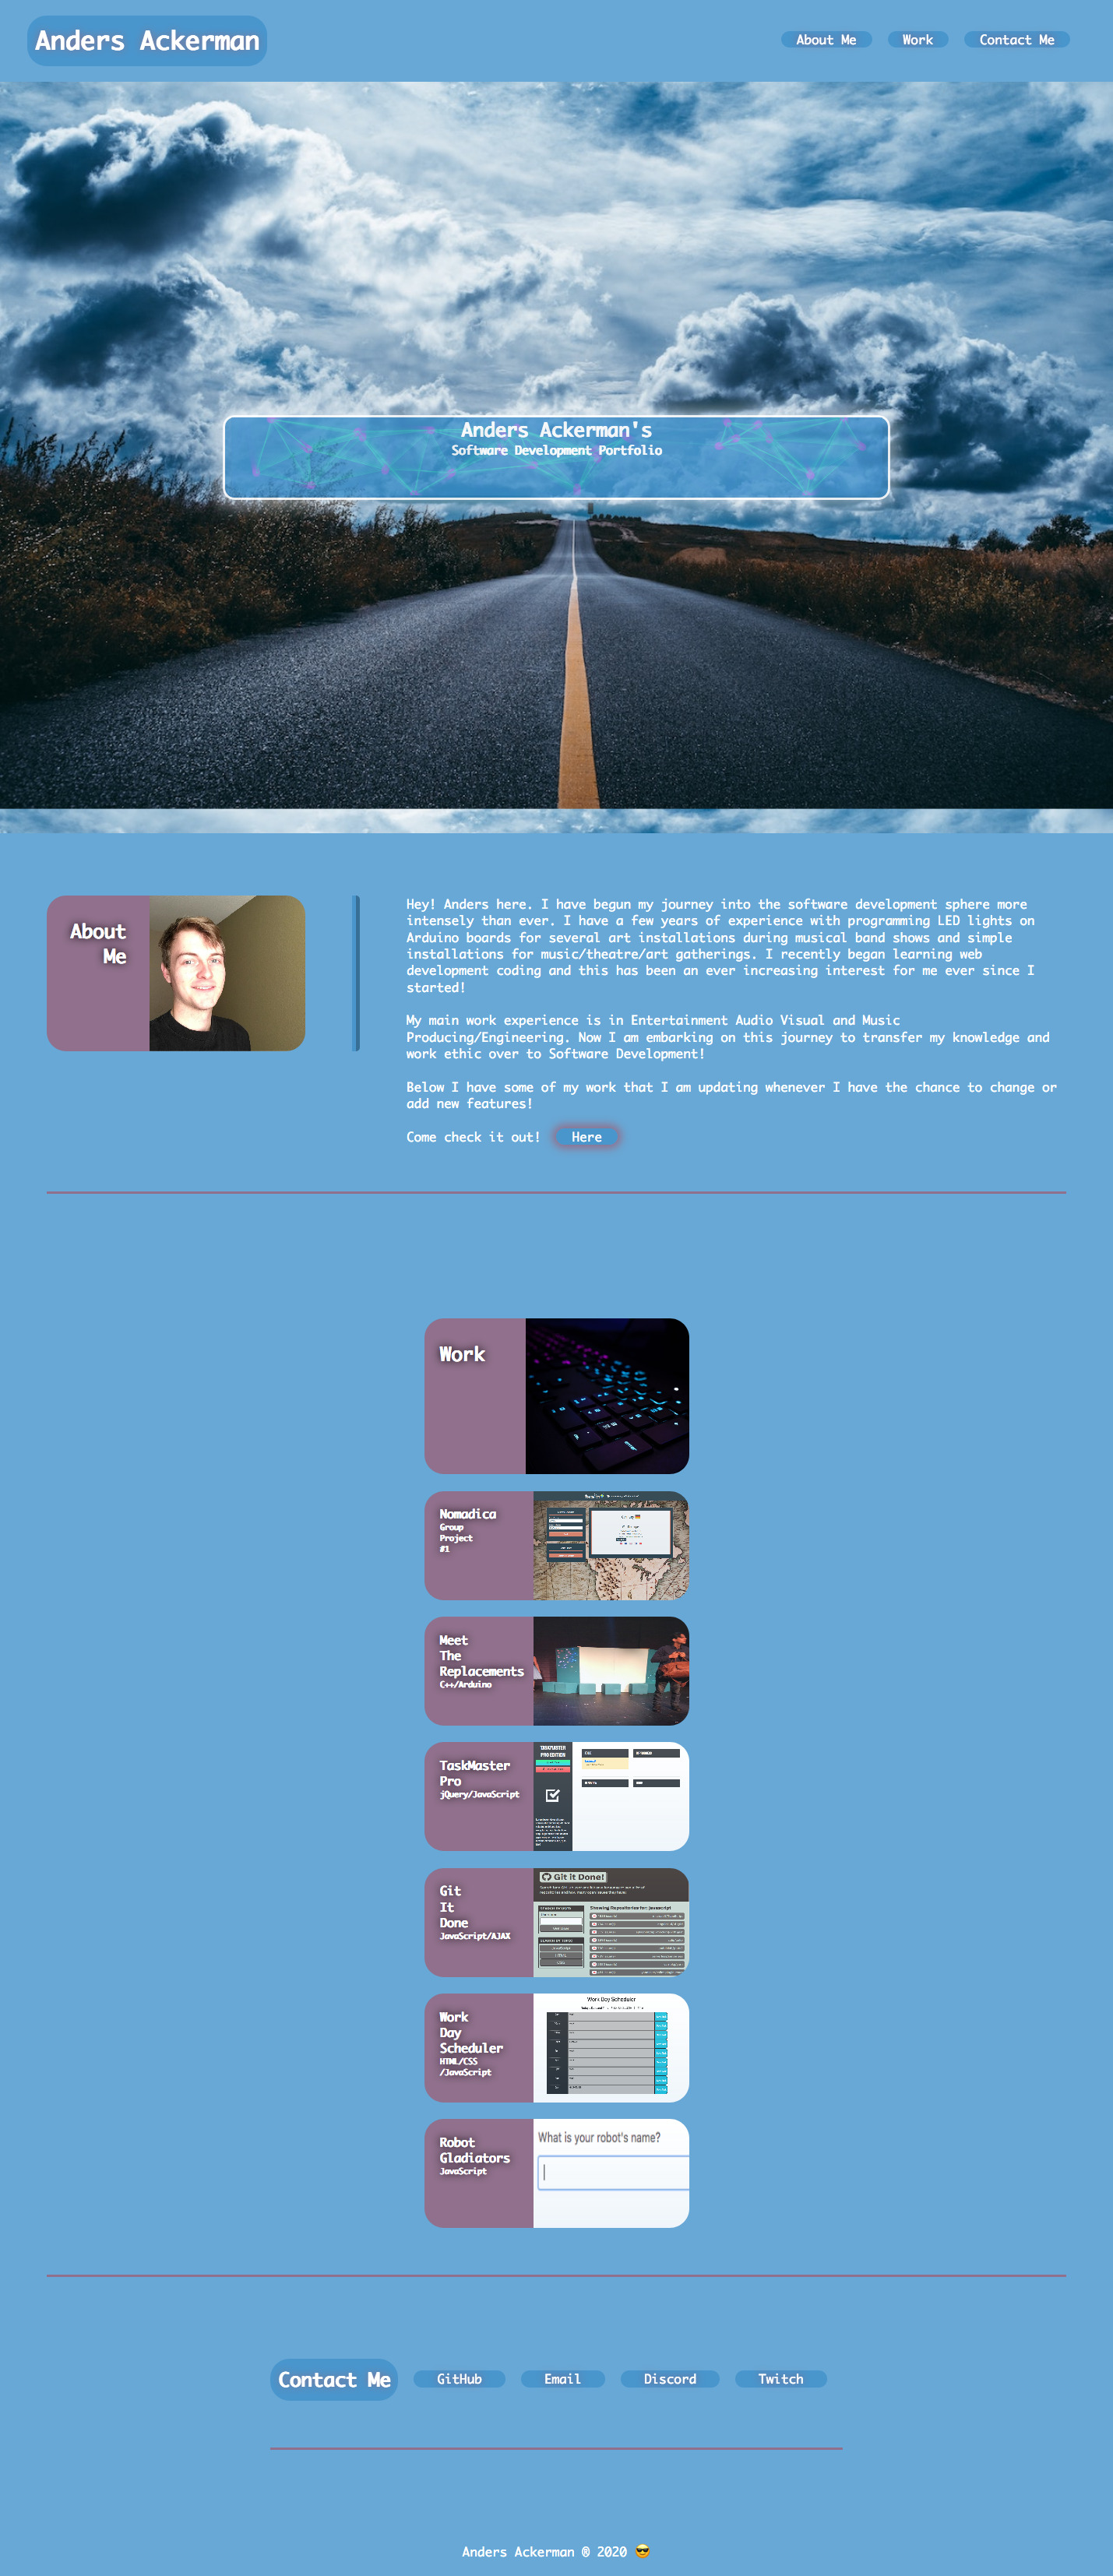 Anders Ackerman
About Me
Work
Contact Me
Anders Ackerman's
Software Development Portfolio
About
Me
Hey! Anders here. I have begun my journey into the software development sphere more
intensely than ever. I have a few years of experience with programming LED lights on
Arduino boards for several art installations during musical band shows and simple
installations for music/theatre/art gatherings. I recently began learning web
development coding and this has been an ever increasing interest for me ever since I
started!
My main work experience is in Entertainment Audio Visual and Music
Producing/Engineering. Now I am embarking on this journey to transfer my knowledge and
work ethic over to Software Development!
Below I have some of my work that I am updating whenever I have the chance to change or
add new features!
Come check it out!
Here
Work
Nomadica
Group
Project
#1
Meet
The
Replacements
C++/Arduino
TaskMaster
Pro
jQuery/JavaScript
TASKMASTER
PRO EDITION
Git
It
Done
JavaScript/AJAX
Git it Done!
Showing Repositories for: javascript
Work
Day
Scheduler
HTML/CSS
/JavaScript
Work Day Scheduler
Robot
Gladiators
JavaScript
What is your robot's name?
Contact Me
GitHub
Email
Discord
Twitch
Anders Ackerman ® 2020 😎